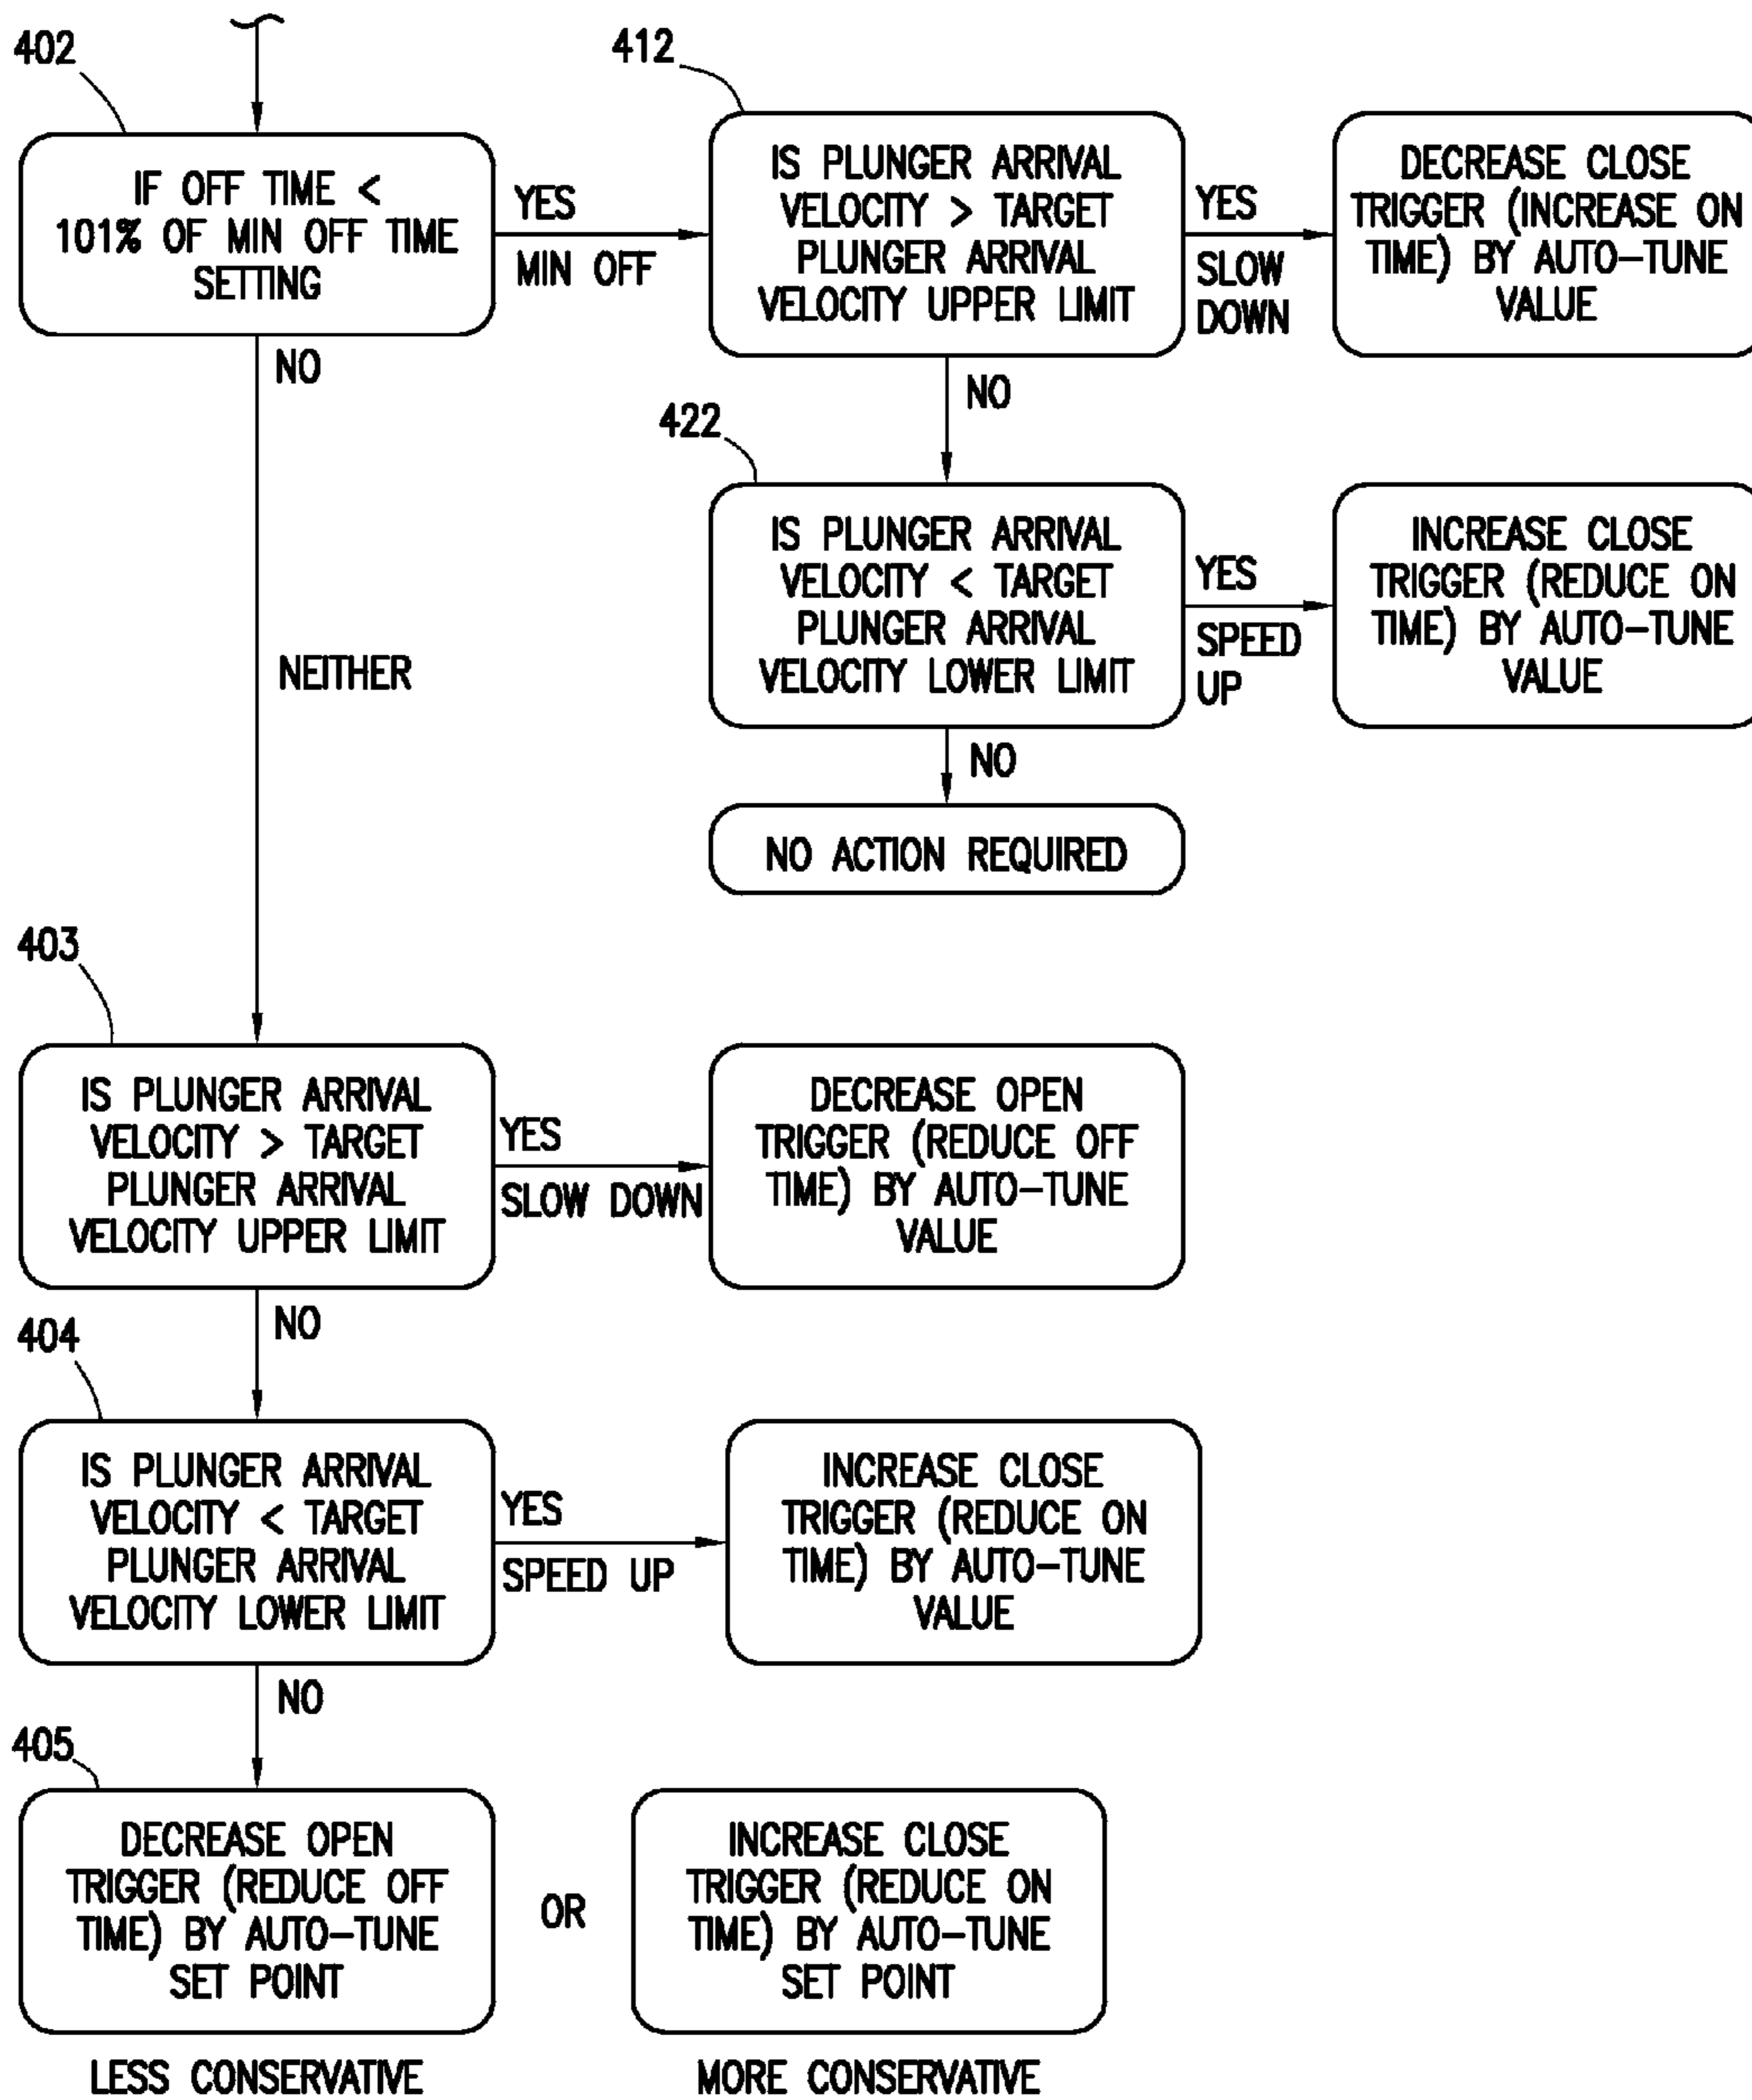 402
IF OFF TIME <
101% OF MIN OFF TIME
SETTING
YES
MIN OFF
412
IS PLUNGER ARRIVAL
VELOCITY > TARGET
PLUNGER ARRIVAL
VELOCITY UPPER LIMIT
YES
SLOW
DOWN
DECREASE CLOSE
TRIGGER (INCREASE ON
TIME) BY AUTO-TUNE
VALUE
NO
NO
422
IS PLUNGER ARRIVAL
VELOCITY < TARGET
PLUNGER ARRIVAL
VELOCITY LOWER LIMIT
YES
SPEED
UP
INCREASE CLOSE
TRIGGER (REDUCE ON
TIME) BY AUTO-TUNE
VALUE
NEITHER
NO
NO ACTION REQUIRED
403
IS PLUNGER ARRIVAL
VELOCITY > TARGET
PLUNGER ARRIVAL
VELOCITY UPPER LIMIT
YES
SLOW DOWN
DECREASE OPEN
TRIGGER (REDUCE OFF
TIME) BY AUTO-TUNE
VALUE
NO
404
IS PLUNGER ARRIVAL
VELOCITY < TARGET
PLUNGER ARRIVAL
VELOCITY LOWER LIMIT
YES
SPEED UP
INCREASE CLOSE
TRIGGER (REDUCE ON
TIME) BY AUTO-TUNE
VALUE
NO
405
DECREASE OPEN
TRIGGER (REDUCE OFF
TIME) BY AUTO-TUNE
SET POINT
OR
INCREASE CLOSE
TRIGGER (REDUCE ON
TIME) BY AUTO-TUNE
SET POINT
LESS CONSERVATIVE
MORE CONSERVATIVE